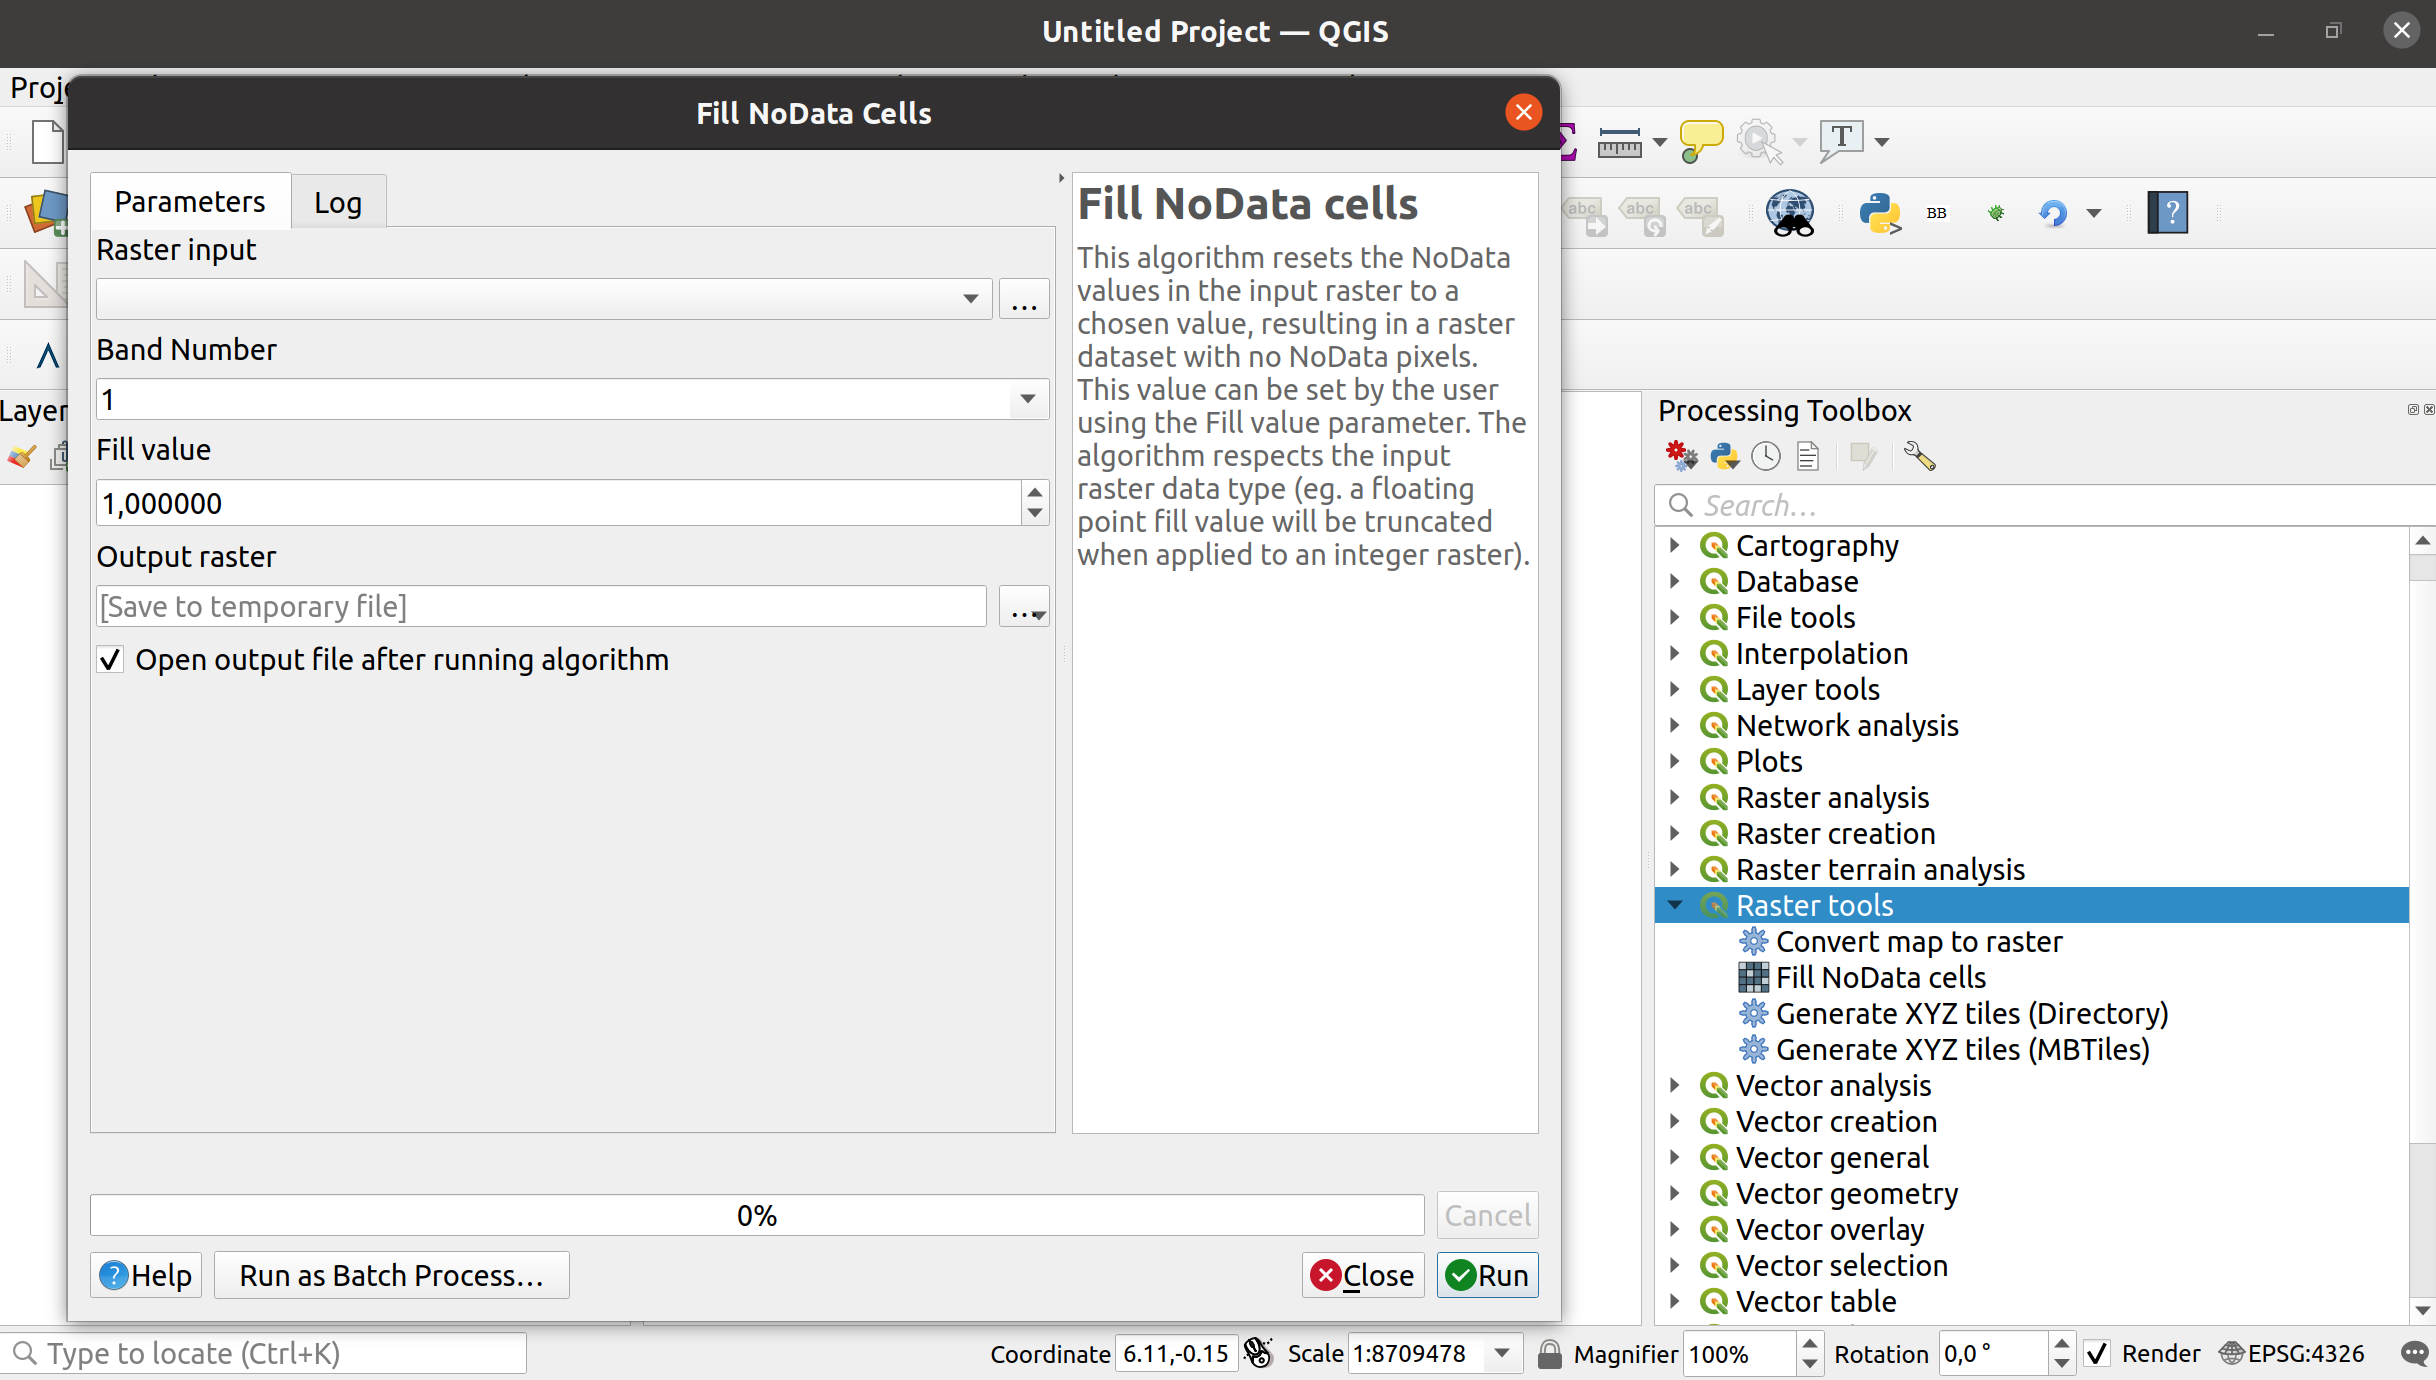 Untitled Project — QGIS
Fill NoData Cells
Parameters
Log
Raster input
…
Band Number
1
Fill value
1,000000
Output raster
[Save to temporary file]
…
Open output file after running algorithm
Fill NoData cells
This algorithm resets the NoData
values in the input raster to a
chosen value, resulting in a raster
dataset with no NoData pixels.
This value can be set by the user
using the Fill value parameter. The
algorithm respects the input
raster data type (eg. a floating
point fill value will be truncated
when applied to an integer raster).
0%
Cancel
Help
Run as Batch Process…
Close
Run
T
abc
abc
abc
BB
?
Processing Toolbox
Search…
Cartography
Database
File tools
Interpolation
Layer tools
Network analysis
Plots
Raster analysis
Raster creation
Raster terrain analysis
Raster tools
Convert map to raster
Fill NoData cells
Generate XYZ tiles (Directory)
Generate XYZ tiles (MBTiles)
Vector analysis
Vector creation
Vector general
Vector geometry
Vector overlay
Vector selection
Vector table
Type to locate (Ctrl+K)
Coordinate 6.11,-0.15
Scale 1:8709478
Magnifier 100%
Rotation 0,0 °
Render
EPSG:4326